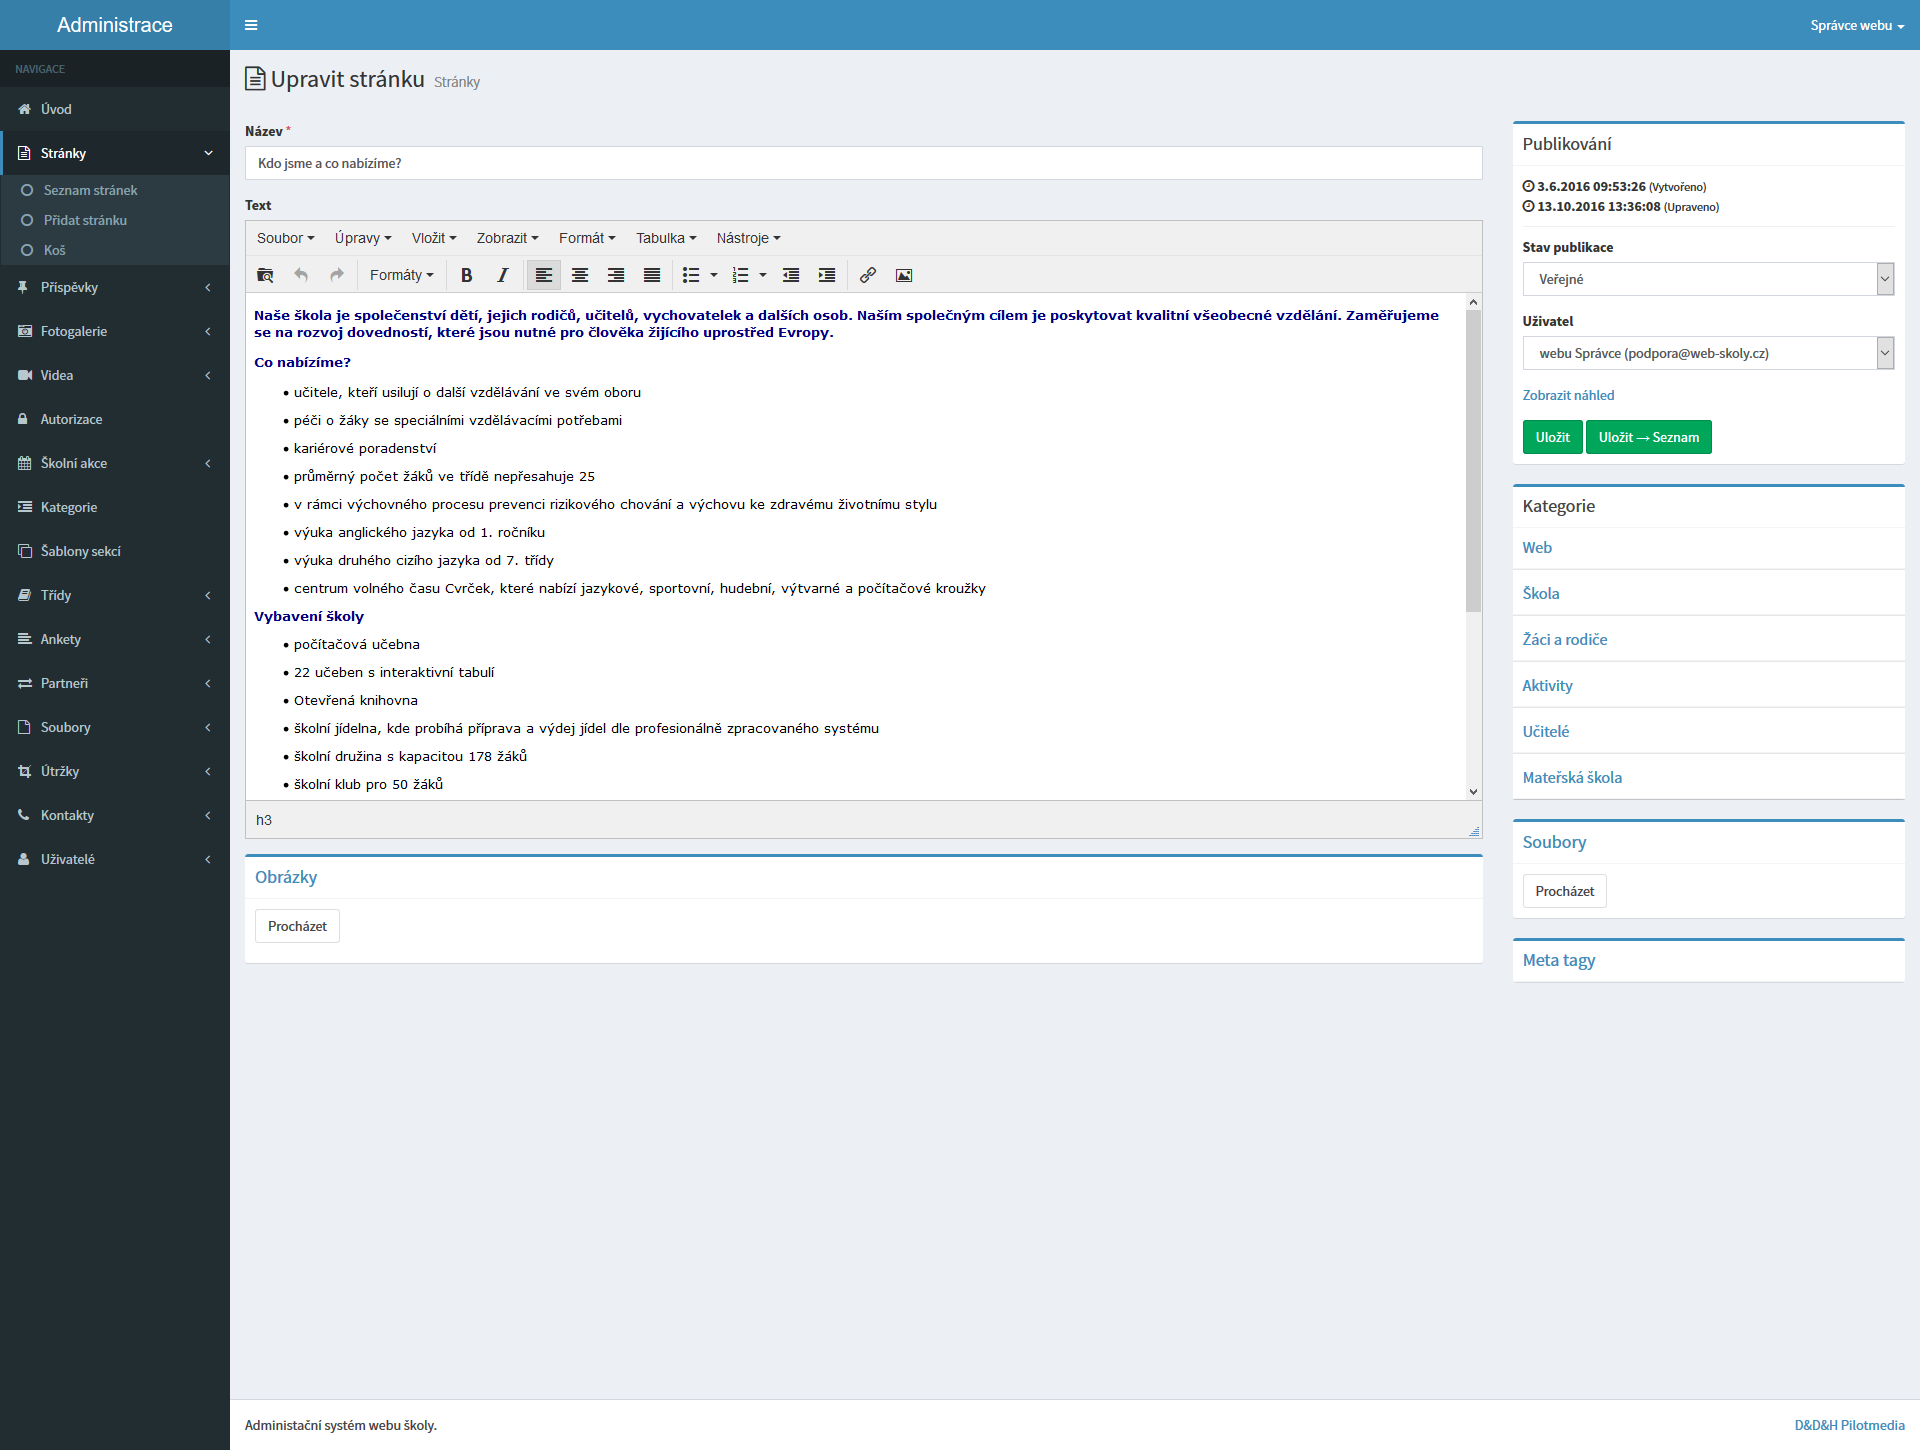 Administrace
Správce webu
NAVIGACE
Úvod
Stránky
Seznam stránek
Přidat stránku
Koš
Příspěvky
Fotogalerie
Videa
Autorizace
Školní akce
Kategorie
Šablony sekcí
Třídy
Ankety
Partneři
Soubory
Útržky
Kontakty
Uživatelé
Upravit stránku Stránky
Název *
Kdo jsme a co nabízíme?
Text
Soubor Úpravy Vložit Zobrazit Formát Tabulka Nástroje
Formáty B I
Naše škola je společenství dětí, jejich rodičů, učitelů, vychovatelek a dalších osob. Naším společným cílem je poskytovat kvalitní všeobecné vzdělání. Zaměřujeme
se na rozvoj dovedností, které jsou nutné pro člověka žijícího uprostřed Evropy.
Co nabízíme?
• učitele, kteří usilují o další vzdělávání ve svém oboru
• péči o žáky se speciálními vzdělávacími potřebami
• kariérové poradenství
• průměrný počet žáků ve třídě nepřesahuje 25
• v rámci výchovného procesu prevenci rizikového chování a výchovu ke zdravému životnímu stylu
• výuka anglického jazyka od 1. ročníku
• výuka druhého cizího jazyka od 7. třídy
• centrum volného času Cvrček, které nabízí jazykové, sportovní, hudební, výtvarné a počítačové kroužky
Vybavení školy
• počítačová učebna
• 22 učeben s interaktivní tabulí
• Otevřená knihovna
• školní jídelna, kde probíhá příprava a výdej jídel dle profesionálně zpracovaného systému
• školní družina s kapacitou 178 žáků
• školní klub pro 50 žáků
h3
Obrázky
Procházet
Publikování
3.6.2016 09:53:26 (Vytvořeno)
13.10.2016 13:36:08 (Upraveno)
Stav publikace
Veřejné
Uživatel
webu Správce (podpora@web-skoly.cz)
Zobrazit náhled
Uložit Uložit → Seznam
Kategorie
Web
Škola
Žáci a rodiče
Aktivity
Učitelé
Mateřská škola
Soubory
Procházet
Meta tagy
Administační systém webu školy.
D&D&H Pilotmedia